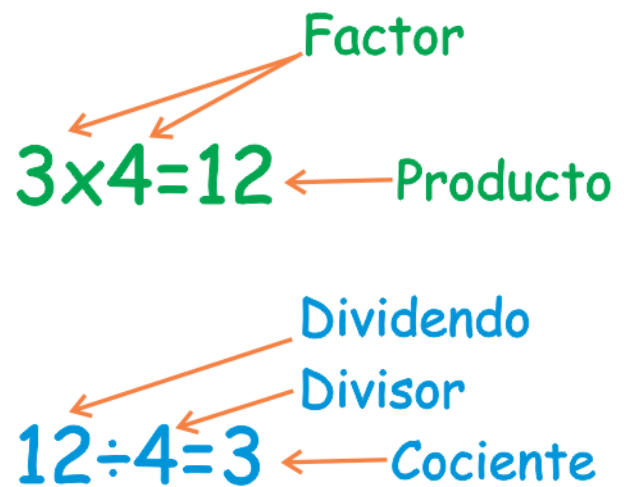 Factor
3x4=12
Producto
Dividendo
Divisor
12÷4=3
Cociente